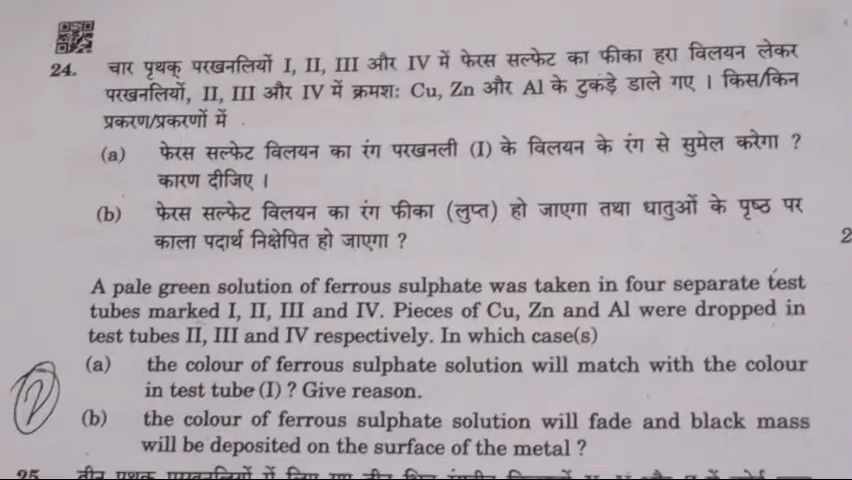 24. चार पृथक् परखनलियों I, II, III और IV में फेरस सल्फेट का फीका हरा विलयन लेकर
परखनलियों, II, III और IV में क्रमशः Cu, Zn और Al के टुकड़े डाले गए । किस/किन
प्रकरण/प्रकरणों में
(a) फेरस सल्फेट विलयन का रंग परखनली (I) के विलयन के रंग से सुमेल करेगा ?
कारण दीजिए ।
(b) फेरस सल्फेट विलयन का रंग फीका (लुप्त) हो जाएगा तथा धातुओं के पृष्ठ पर
काला पदार्थ निक्षेपित हो जाएगा ?
2
A pale green solution of ferrous sulphate was taken in four separate test
tubes marked I, II, III and IV. Pieces of Cu, Zn and Al were dropped in
test tubes II, III and IV respectively. In which case(s)
(a) the colour of ferrous sulphate solution will match with the colour
in test tube (I) ? Give reason.
(b) the colour of ferrous sulphate solution will fade and black mass
will be deposited on the surface of the metal ?
2
25. तीन पृथक परखनलियों में लिए गए तीन